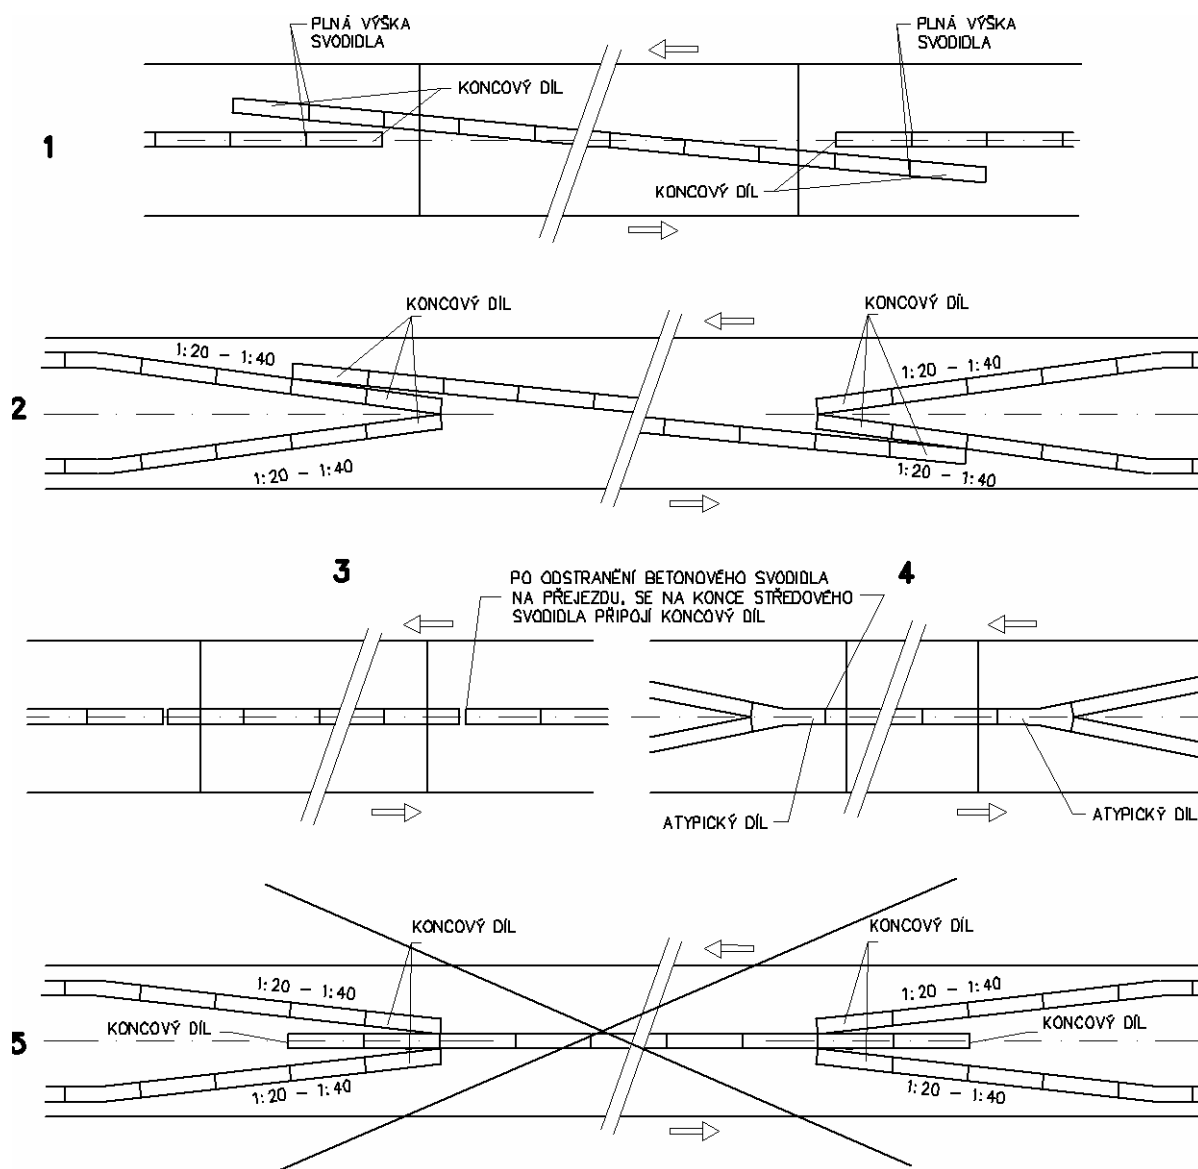 PLNÁ VÝŠKA
SVODIDLA
PLNÁ VÝŠKA
SVODIDLA
KONCOVÝ DÍL
1
KONCOVÝ DÍL
KONCOVÝ DÍL
KONCOVÝ DÍL
1:20 – 1:40
1:20 – 1:40
2
1:20 – 1:40
1:20 – 1:40
3
PO ODSTRANĚNÍ BETONOVÉHO SVODIDLA
NA PŘEJEZDU, SE NA KONCE STŘEDOVÉHO
SVODIDLA PŘIPOJÍ KONCOVÝ DÍL
4
ATYPICKÝ DÍL
ATYPICKÝ DÍL
KONCOVÝ DÍL
KONCOVÝ DÍL
1:20 – 1:40
1:20 – 1:40
5
KONCOVÝ DÍL
KONCOVÝ DÍL
1:20 – 1:40
1:20 – 1:40